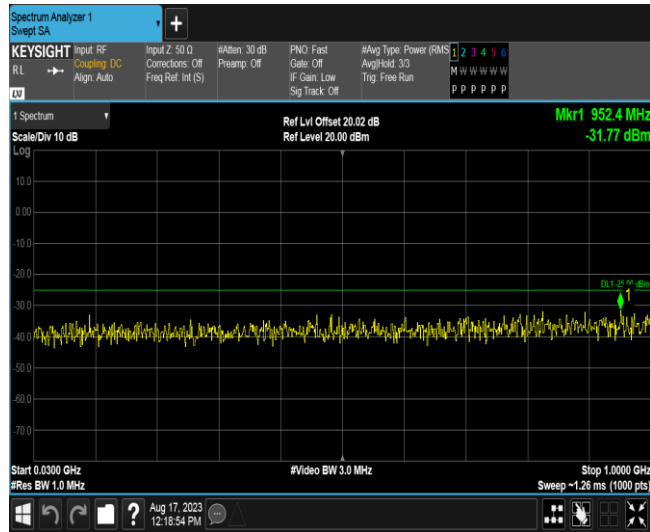 Spectrum Analyzer 1
Swept SA
KEYSIGHT
RL
LXI
Input: RF
Coupling: DC
Align: Auto
Input Z: 50 Ω
Corrections: Off
Freq Ref: Int (S)
#Atten: 30 dB
Preamp: Off
PNO: Fast
Gate: Off
IF Gain: Low
Sig Track: Off
#Avg Type: Power (RMS
Avg|Hold: 3/3
Trig: Free Run
1 2 3 4 5 6
M W W W W W
P P P P P P
1 Spectrum
Scale/Div 10 dB
Ref Lvl Offset 20.02 dB
Ref Level 20.00 dBm
Mkr1 952.4 MHz
-31.77 dBm
Log
10.0
0.00
-10.0
-20.0
DL1 -25.00 dBm
1
-30.0
-40.0
-50.0
-60.0
-70.0
Start 0.0300 GHz
#Video BW 3.0 MHz
Stop 1.0000 GHz
#Res BW 1.0 MHz
Sweep ~1.26 ms (1000 pts)
?
Aug 17, 2023
12:18:54 PM